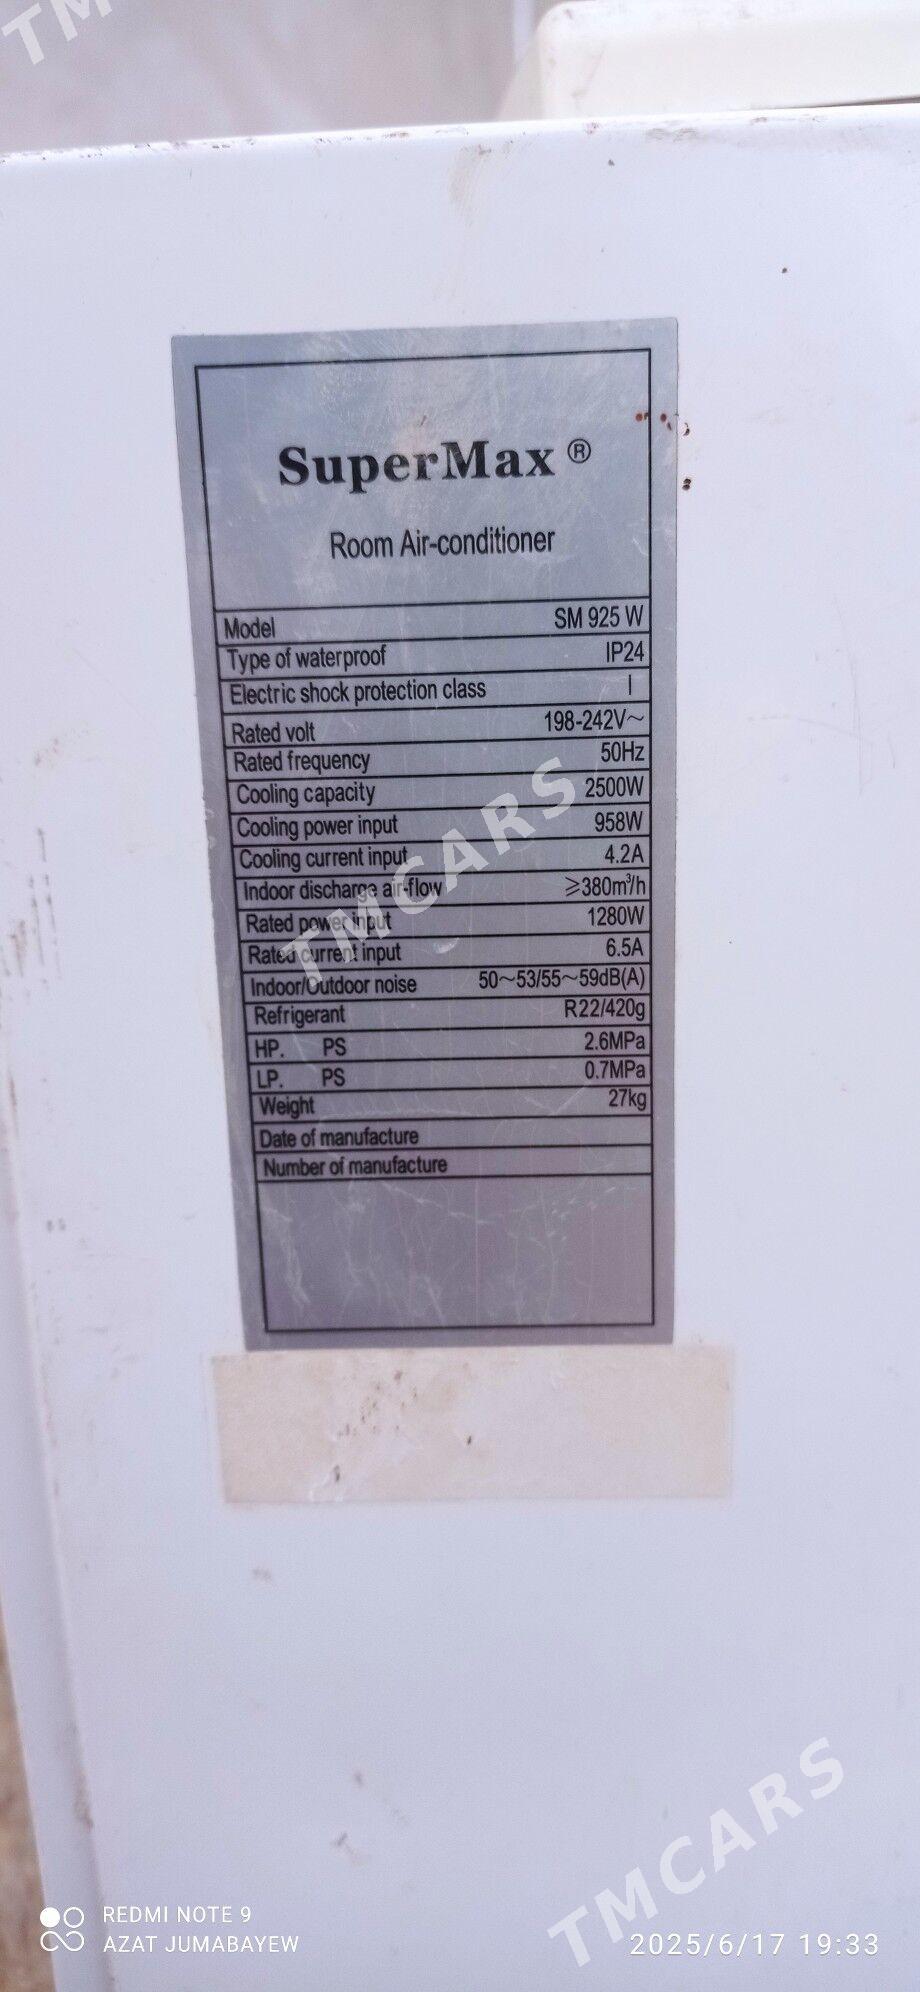 TM
SuperMax ®
Room Air-conditioner
Model SM 925 W
Type of waterproof IP24
Electric shock protection class I
Rated volt 198-242V~
Rated frequency 50Hz
Cooling capacity 2500W
Cooling power input 958W
Cooling current input 4.2A
Indoor discharge air-flow ≥380m³/h
Rated power input 1280W
Rated current input 6.5A
Indoor/Outdoor noise 50~53/55~59dB(A)
Refrigerant R22/420g
HP. PS 2.6MPa
LP. PS 0.7MPa
Weight 27kg
Date of manufacture
Number of manufacture
TMCARS
TMCARS
REDMI NOTE 9
AZAT JUMABAYEW
2025/6/17 19:33